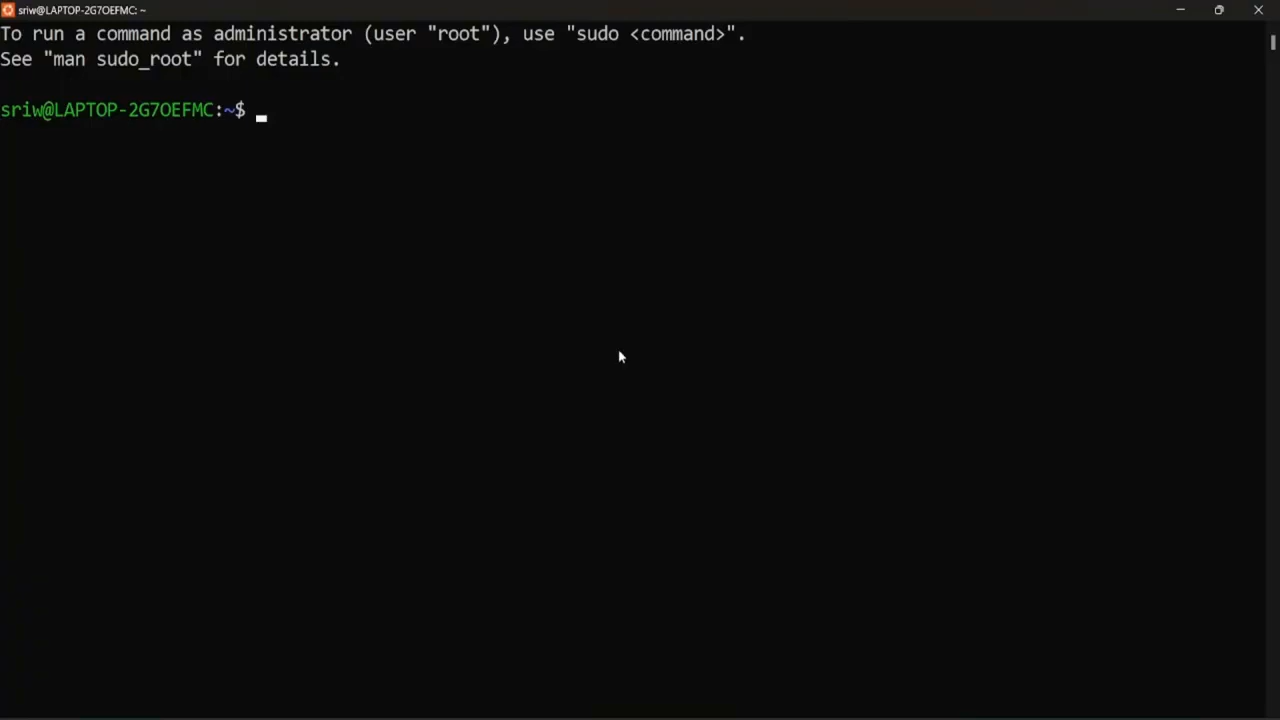 sriw@LAPTOP-2G7OEFMC: ~
To run a command as administrator (user "root"), use "sudo <command>".
See "man sudo_root" for details.
sriw@LAPTOP-2G7OEFMC:~$